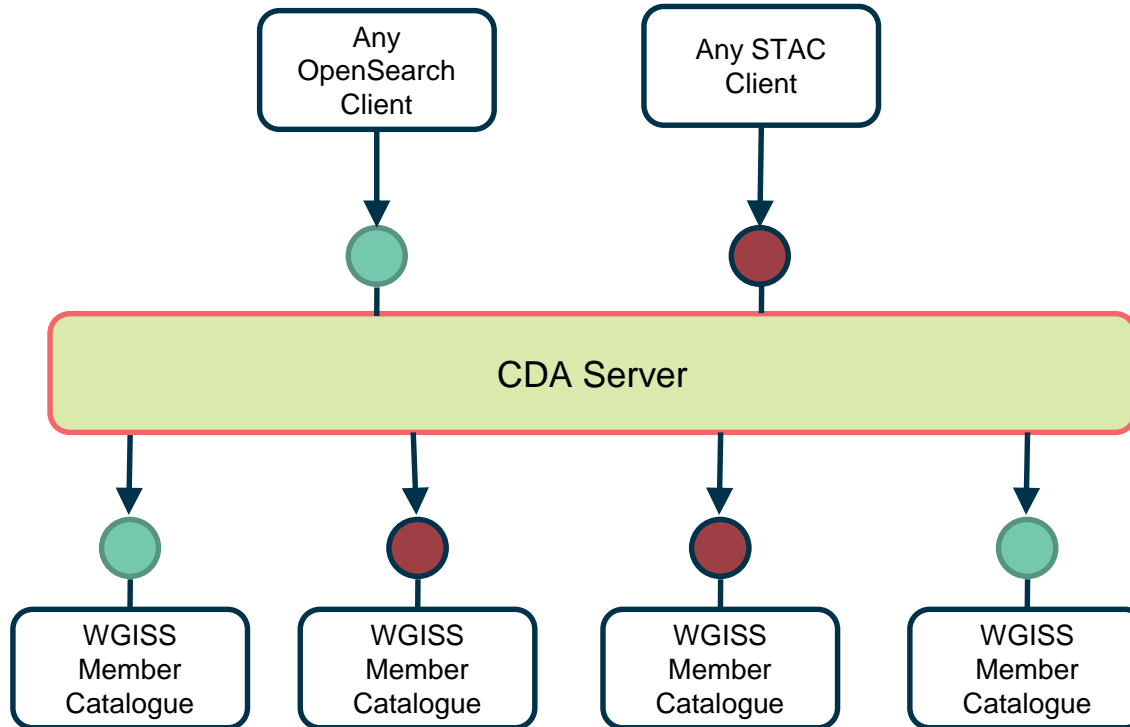 Any
OpenSearch
Client
Any STAC
Client
CDA Server
WGISS
Member
Catalogue
WGISS
Member
Catalogue
WGISS
Member
Catalogue
WGISS
Member
Catalogue